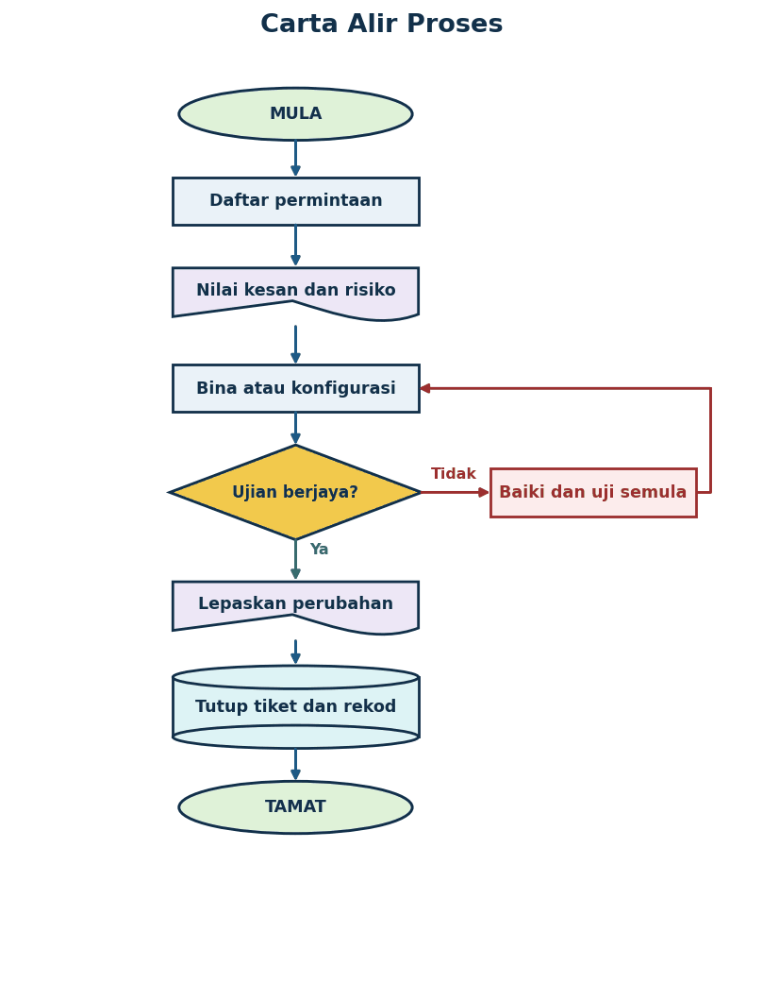 Carta Alir Proses
MULA
Daftar permintaan
Nilai kesan dan risiko
Bina atau konfigurasi
Ujian berjaya?
Tidak
Baiki dan uji semula
Ya
Lepaskan perubahan
Tutup tiket dan rekod
TAMAT